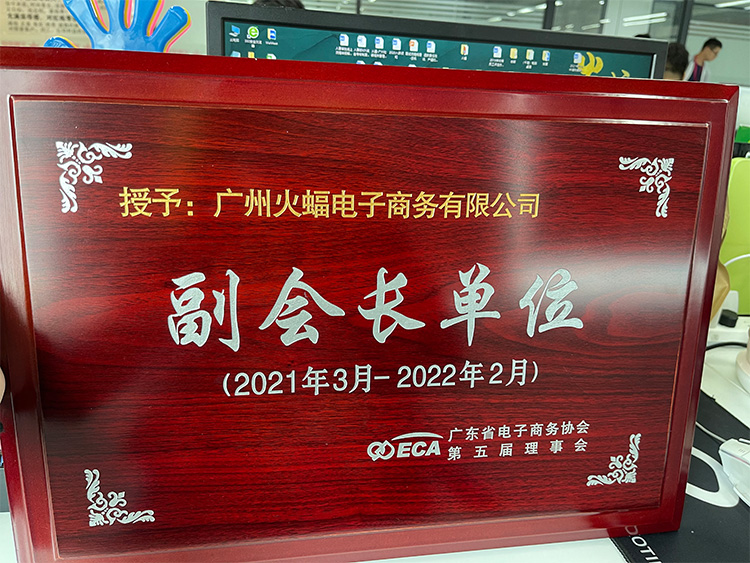 授予：广州火蝠电子商务有限公司
副会长单位
（2021年3月-2022年2月）
ECA 广东省电子商务协会
第五届理事会